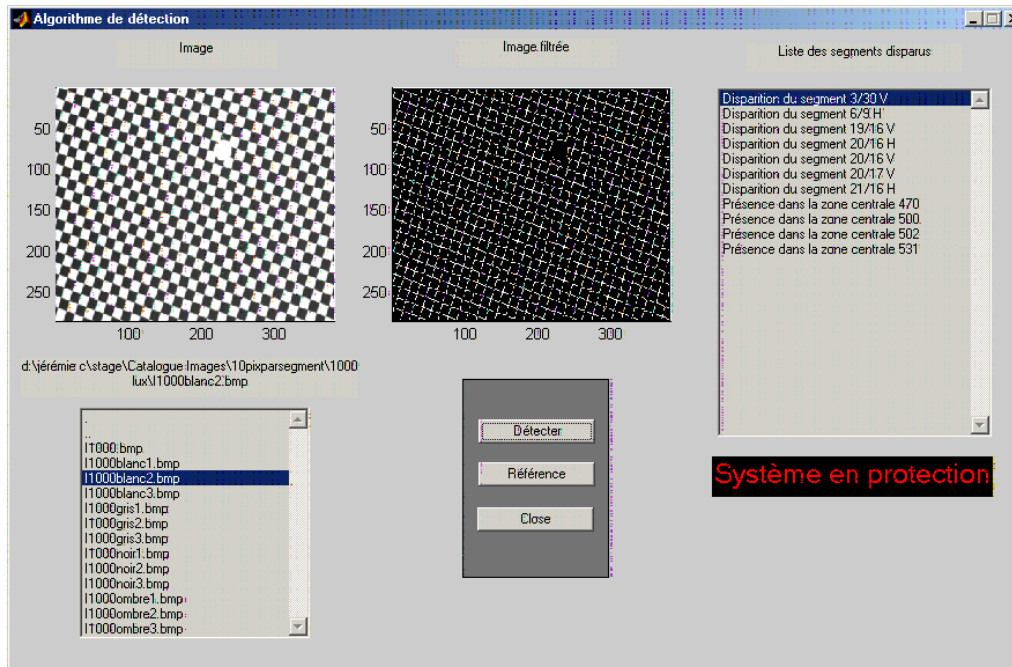 Algorithme de détection
Image
Image filtrée
Liste des segments disparus
50
100
150
200
250
100
200
300
50
100
150
200
250
100
200
300
Disparition du segment 3/30 V
Disparition du segment 6/9 H
Disparition du segment 19/16 V
Disparition du segment 20/16 H
Disparition du segment 20/16 V
Disparition du segment 20/17 V
Disparition du segment 21/16 H
Présence dans la zone centrale 470
Présence dans la zone centrale 500
Présence dans la zone centrale 502
Présence dans la zone centrale 531
d:\jérémie c\stage\Catalogue Images\10pixparsegment\1000
lux\I1000blanc2.bmp
.
..
I1000.bmp
I1000blanc1.bmp
I1000blanc2.bmp
I1000blanc3.bmp
I1000gris1.bmp
I1000gris2.bmp
I1000gris3.bmp
I1000noir1.bmp
I1000noir2.bmp
I1000noir3.bmp
I1000ombre1.bmp
I1000ombre2.bmp
I1000ombre3.bmp
Détecter
Référence
Close
Système en protection